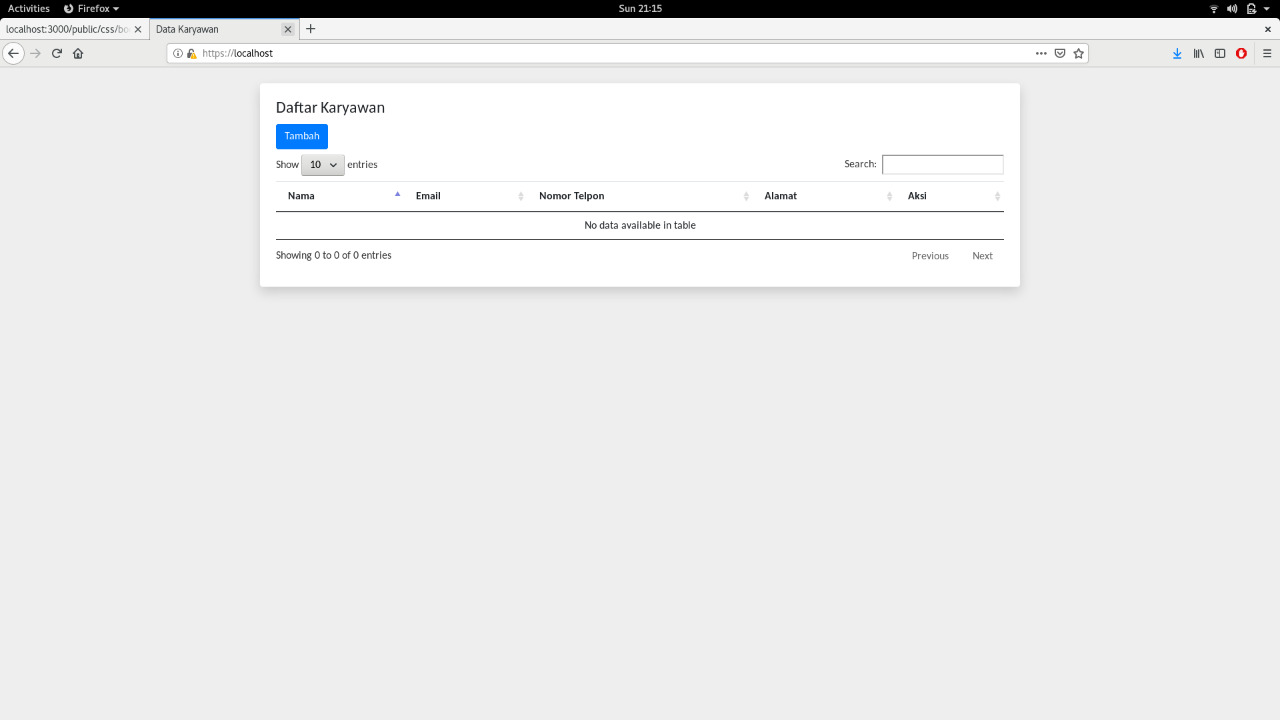 Activities Firefox Sun 21:15
localhost:3000/public/css/bo Data Karyawan
https://localhost
Daftar Karyawan
Tambah
Show 10 entries Search:
Nama Email Nomor Telpon Alamat Aksi
No data available in table
Showing 0 to 0 of 0 entries Previous Next